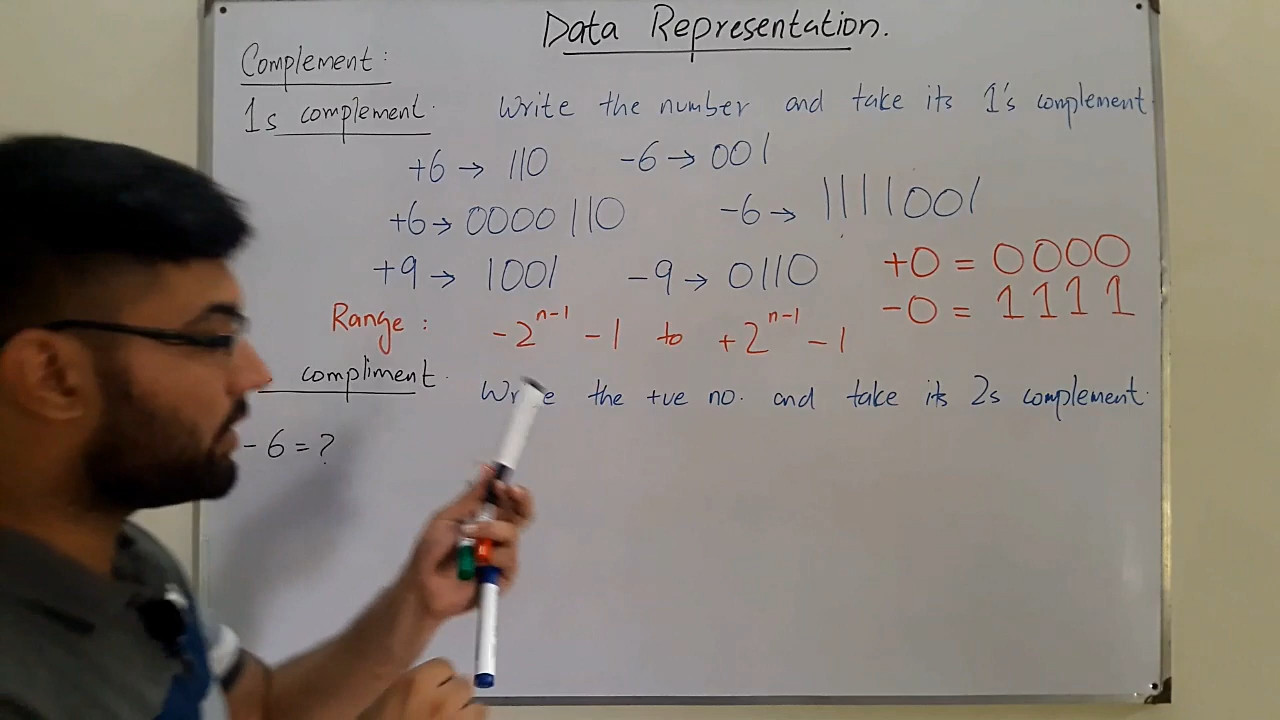 Data Representation.
Complement:
1s complement. Write the number and take its 1's complement
+6 → 110 -6 → 001
+6 → 0000110 -6 → 1111001
+9 → 1001 -9 → 0110
+0 = 0000
-0 = 1111
Range: -2^{n-1} -1 to +2^{n-1} -1
compliment. Write the +ve no. and take its 2s complement.
-6 = ?